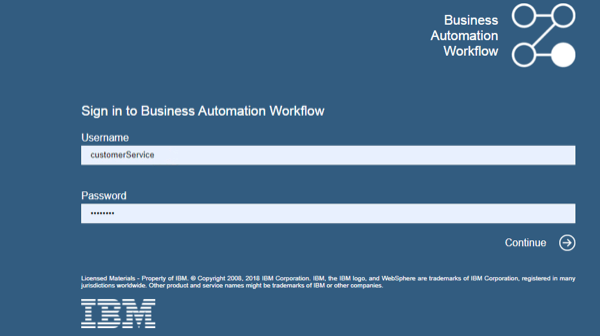 Business
Automation
Workflow
Sign in to Business Automation Workflow
Username
customerService
Password
••••••••
Continue
Licensed Materials - Property of IBM. © Copyright 2008, 2018 IBM Corporation. IBM, the IBM logo, and WebSphere are trademarks of IBM Corporation, registered in many
jurisdictions worldwide. Other product and service names might be trademarks of IBM or other companies.
IBM